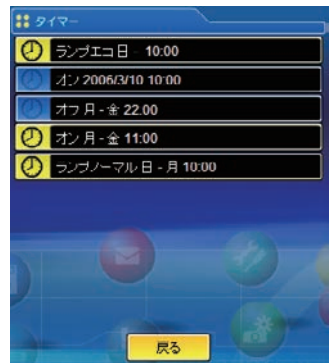 タイマー
ランプエコ 日 - 10:00
オン 2006/3/10 10:00
オフ 月 - 金 22.00
オン 月 - 金 11:00
ランプノーマル 日 - 月 10:00
戻る